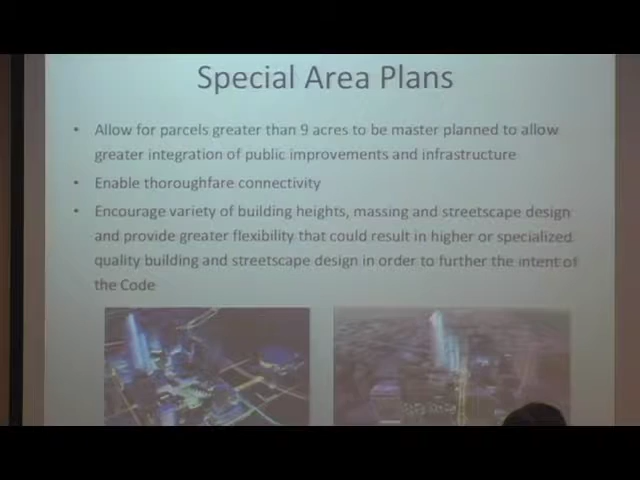 Special Area Plans
• Allow for parcels greater than 9 acres to be master planned to allow
greater integration of public improvements and infrastructure
• Enable thoroughfare connectivity
• Encourage variety of building heights, massing and streetscape design
and provide greater flexibility that could result in higher or specialized
quality building and streetscape design in order to further the intent of
the Code